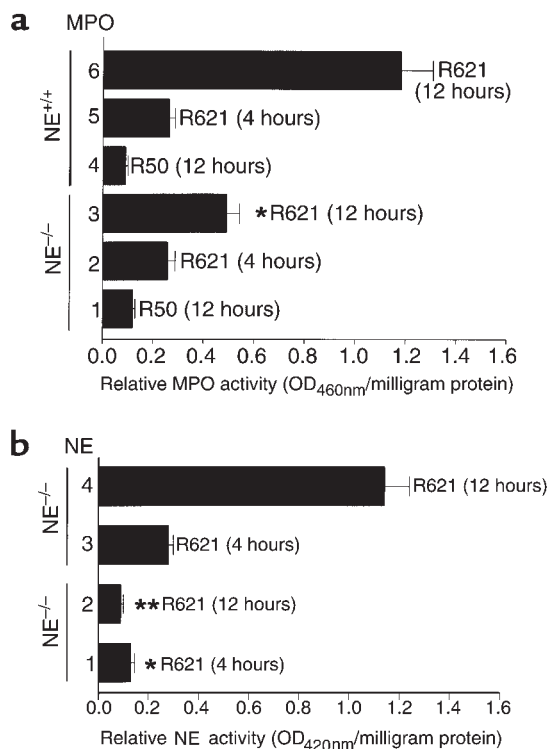 a
MPO
NE+/+
6
R621
(12 hours)
5
R621 (4 hours)
4
R50 (12 hours)
NE−/−
3
*R621 (12 hours)
2
R621 (4 hours)
1
R50 (12 hours)
0.0 0.2 0.4 0.6 0.8 1.0 1.2 1.4 1.6
Relative MPO activity (OD460nm/milligram protein)
b
NE
NE−/−
4
R621 (12 hours)
3
R621 (4 hours)
NE−/−
2
**R621 (12 hours)
1
*R621 (4 hours)
0.0 0.2 0.4 0.6 0.8 1.0 1.2 1.4 1.6
Relative NE activity (OD420nm/milligram protein)